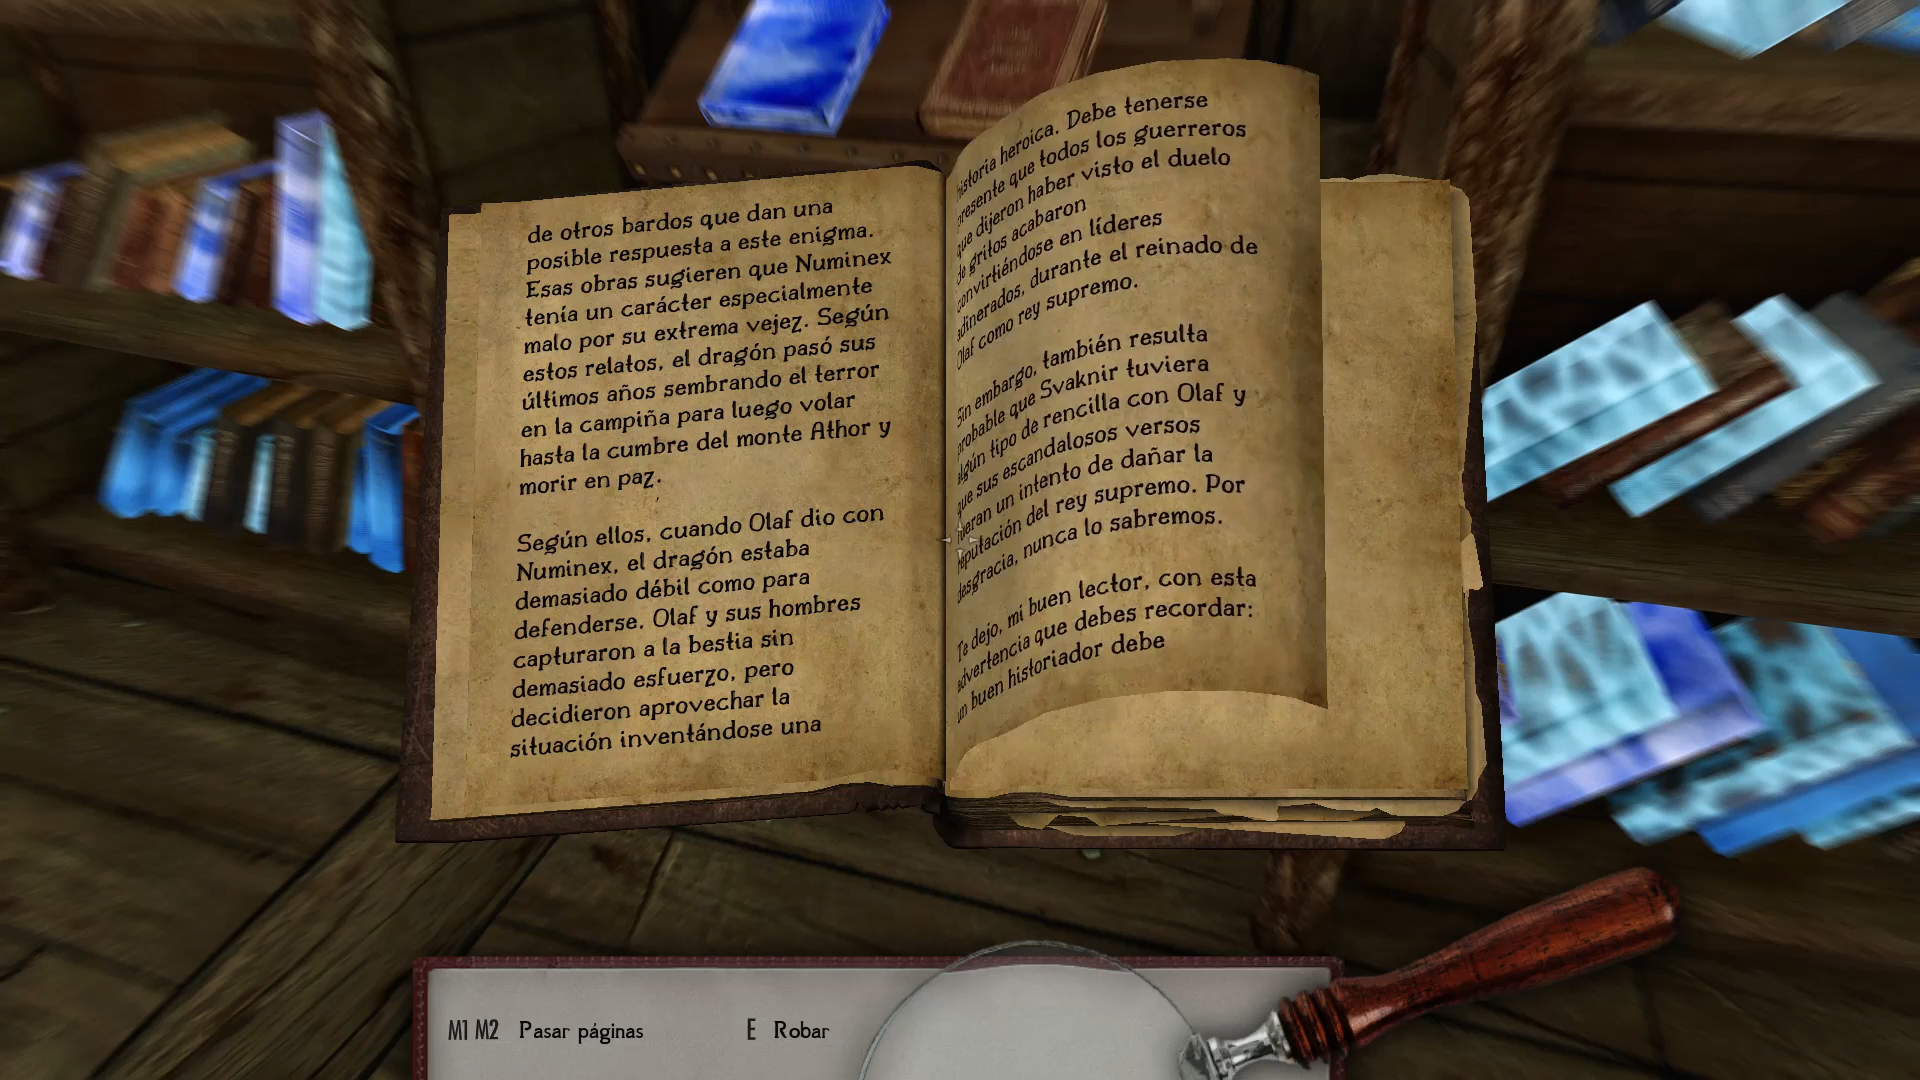 de otros bardos que dan una
posible respuesta a este enigma.
Esas obras sugieren que Numinex
tenía un carácter especialmente
malo por su extrema vejez. Según
estos relatos, el dragón pasó sus
últimos años sembrando el terror
en la campiña para luego volar
hasta la cumbre del monte Athor y
morir en paz.
Según ellos, cuando Olaf dio con
Numinex, el dragón estaba
demasiado débil como para
defenderse. Olaf y sus hombres
capturaron a la bestia sin
demasiado esfuerzo, pero
decidieron aprovechar la
situación inventándose una
historia heroica. Debe tenerse
presente que todos los guerreros
que dijeron haber visto el duelo
de gritos acabaron
convirtiéndose en líderes
adinerados, durante el reinado de
Olaf como rey supremo.
Sin embargo, también resulta
probable que Svaknir tuviera
algún tipo de rencilla con Olaf y
que sus escandalosos versos
fueran un intento de dañar la
reputación del rey supremo. Por
desgracia, nunca lo sabremos.
Te dejo, mi buen lector, con esta
advertencia que debes recordar:
un buen historiador debe
M1 M2 Pasar páginas E Robar